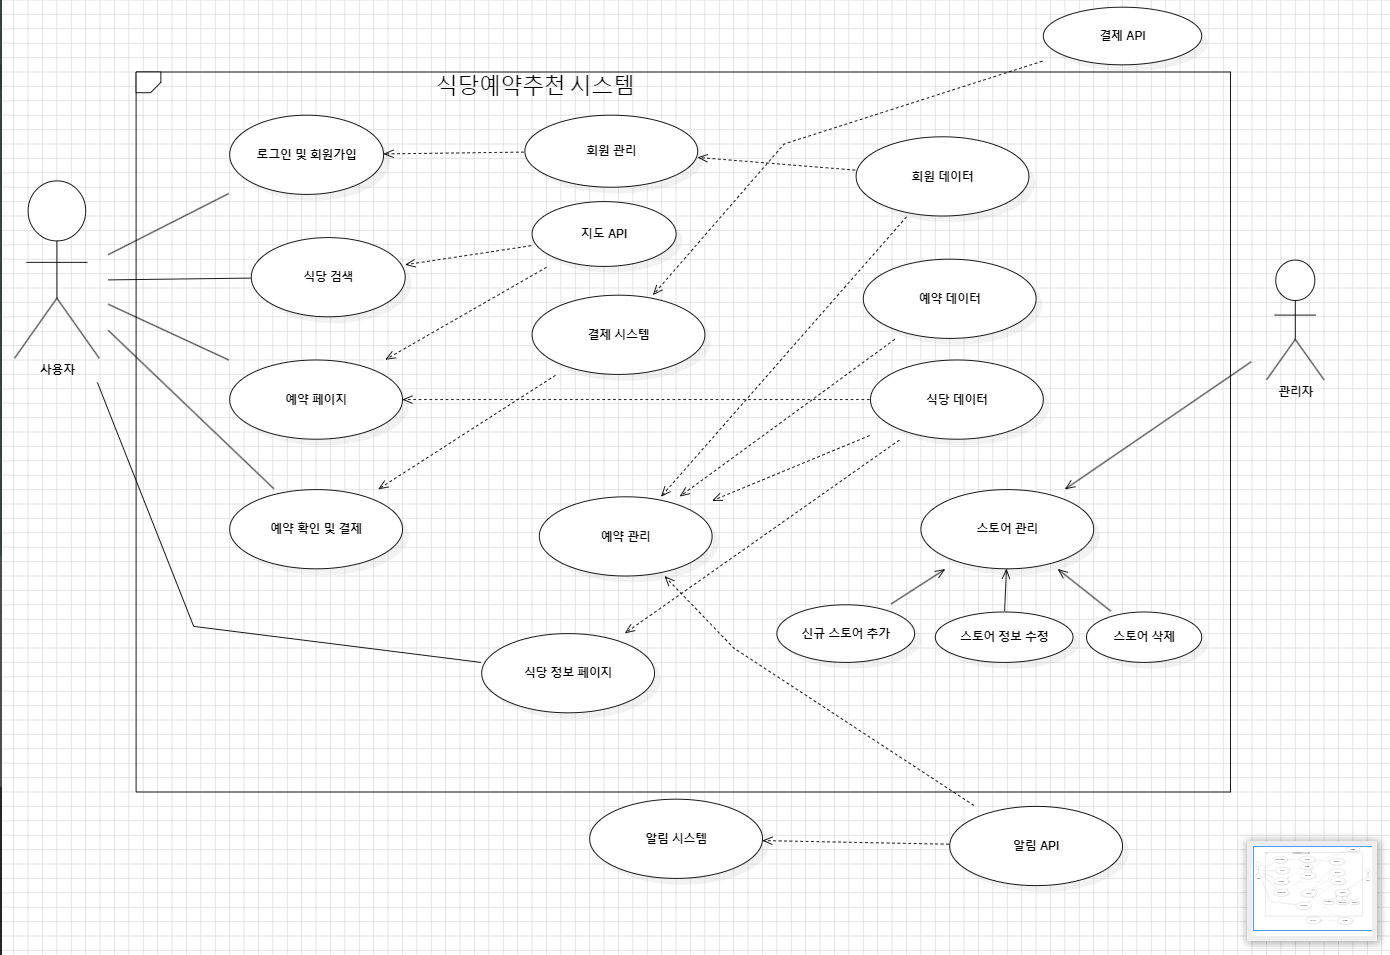 결제 API
식당예약추천 시스템
로그인 및 회원가입
회원 관리
회원 데이터
지도 API
식당 검색
예약 데이터
결제 시스템
사용자
예약 페이지
식당 데이터
관리자
예약 확인 및 결제
예약 관리
스토어 관리
신규 스토어 추가
스토어 정보 수정
스토어 삭제
식당 정보 페이지
알림 시스템
알림 API